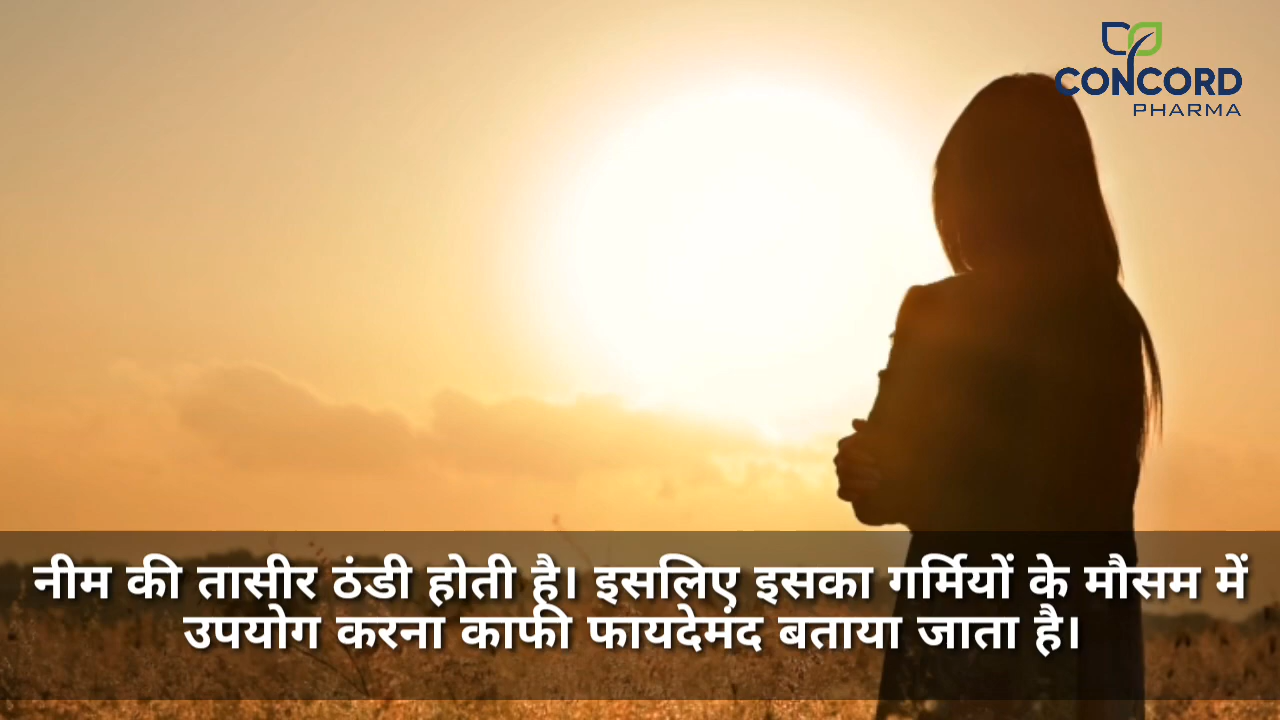 CONCORD
PHARMA
नीम की तासीर ठंडी होती है। इसलिए इसका गर्मियों के मौसम में
उपयोग करना काफी फायदेमंद बताया जाता है।